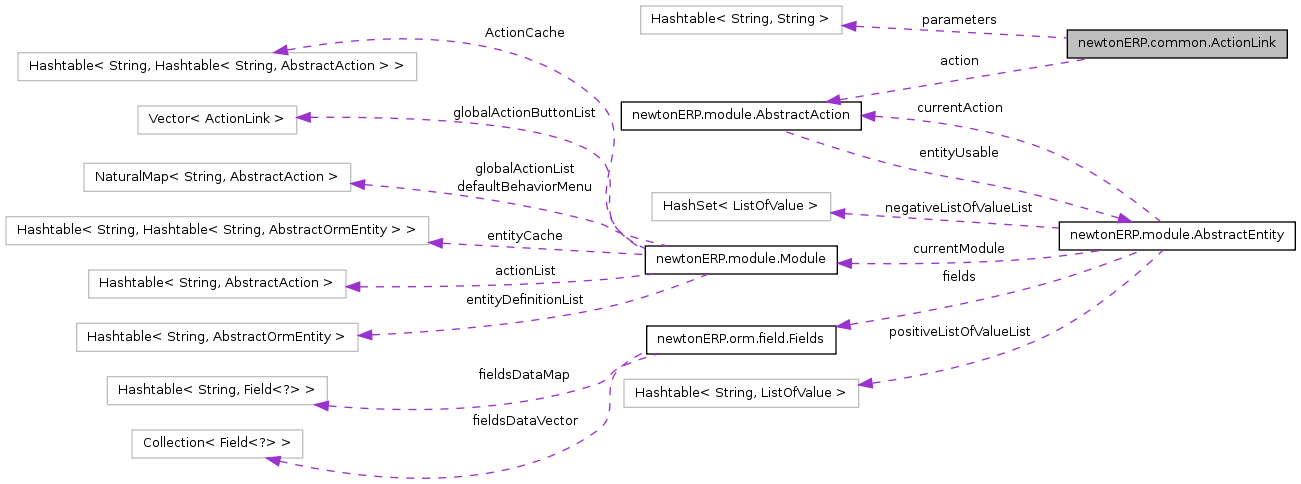 Hashtable< String, String >
parameters
newtonERP.common.ActionLink
ActionCache
Hashtable< String, Hashtable< String, AbstractAction > >
action
newtonERP.module.AbstractAction
currentAction
globalActionButtonList
Vector< ActionLink >
entityUsable
globalActionList
defaultBehaviorMenu
NaturalMap< String, AbstractAction >
HashSet< ListOfValue >
negativeListOfValueList
Hashtable< String, Hashtable< String, AbstractOrmEntity > >
entityCache
newtonERP.module.AbstractEntity
newtonERP.module.Module
currentModule
actionList
Hashtable< String, AbstractAction >
fields
entityDefinitionList
Hashtable< String, AbstractOrmEntity >
newtonERP.orm.field.Fields
positiveListOfValueList
fieldsDataMap
Hashtable< String, Field<?> >
Hashtable< String, ListOfValue >
fieldsDataVector
Collection< Field<?> >